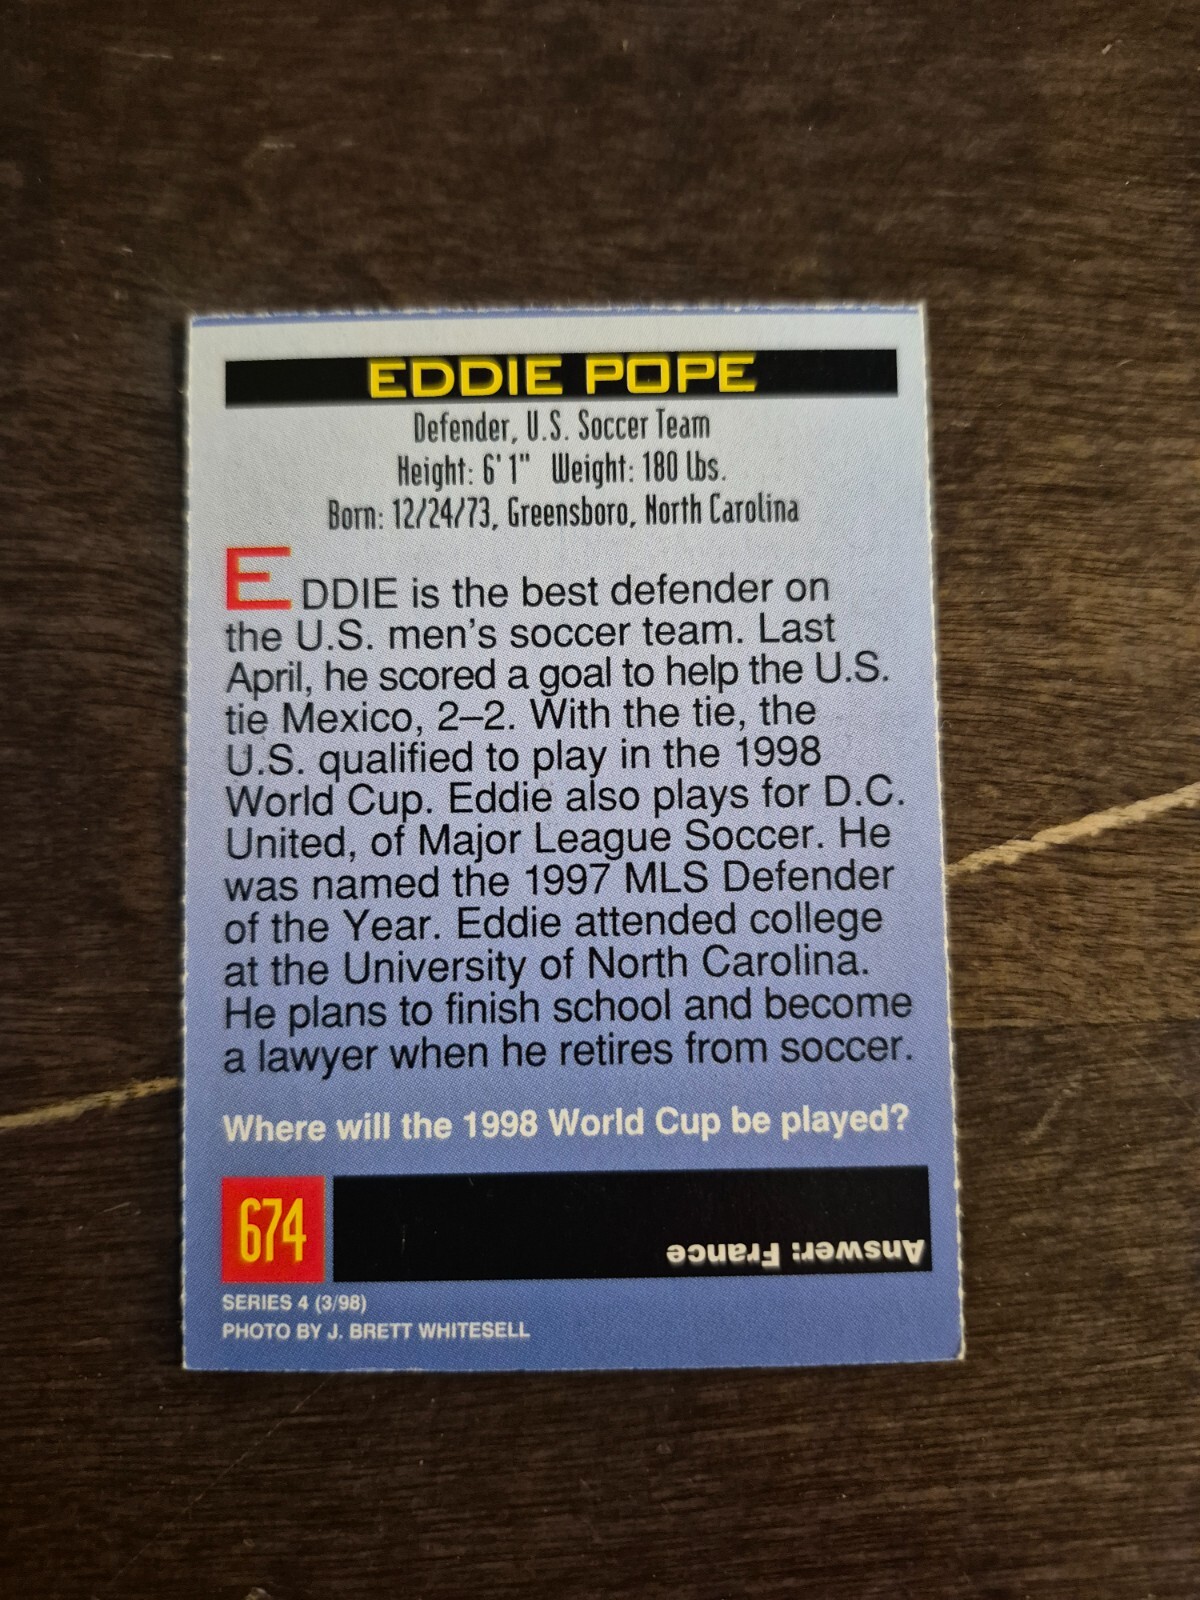 EDDIE POPE
Defender, U.S. Soccer Team
Height: 6'1" Weight: 180 lbs.
Born: 12/24/73, Greensboro, North Carolina
EDDIE is the best defender on
the U.S. men's soccer team. Last
April, he scored a goal to help the U.S.
tie Mexico, 2–2. With the tie, the
U.S. qualified to play in the 1998
World Cup. Eddie also plays for D.C.
United, of Major League Soccer. He
was named the 1997 MLS Defender
of the Year. Eddie attended college
at the University of North Carolina.
He plans to finish school and become
a lawyer when he retires from soccer.
Where will the 1998 World Cup be played?
674
Answer: France
SERIES 4 (3/98)
PHOTO BY J. BRETT WHITESELL